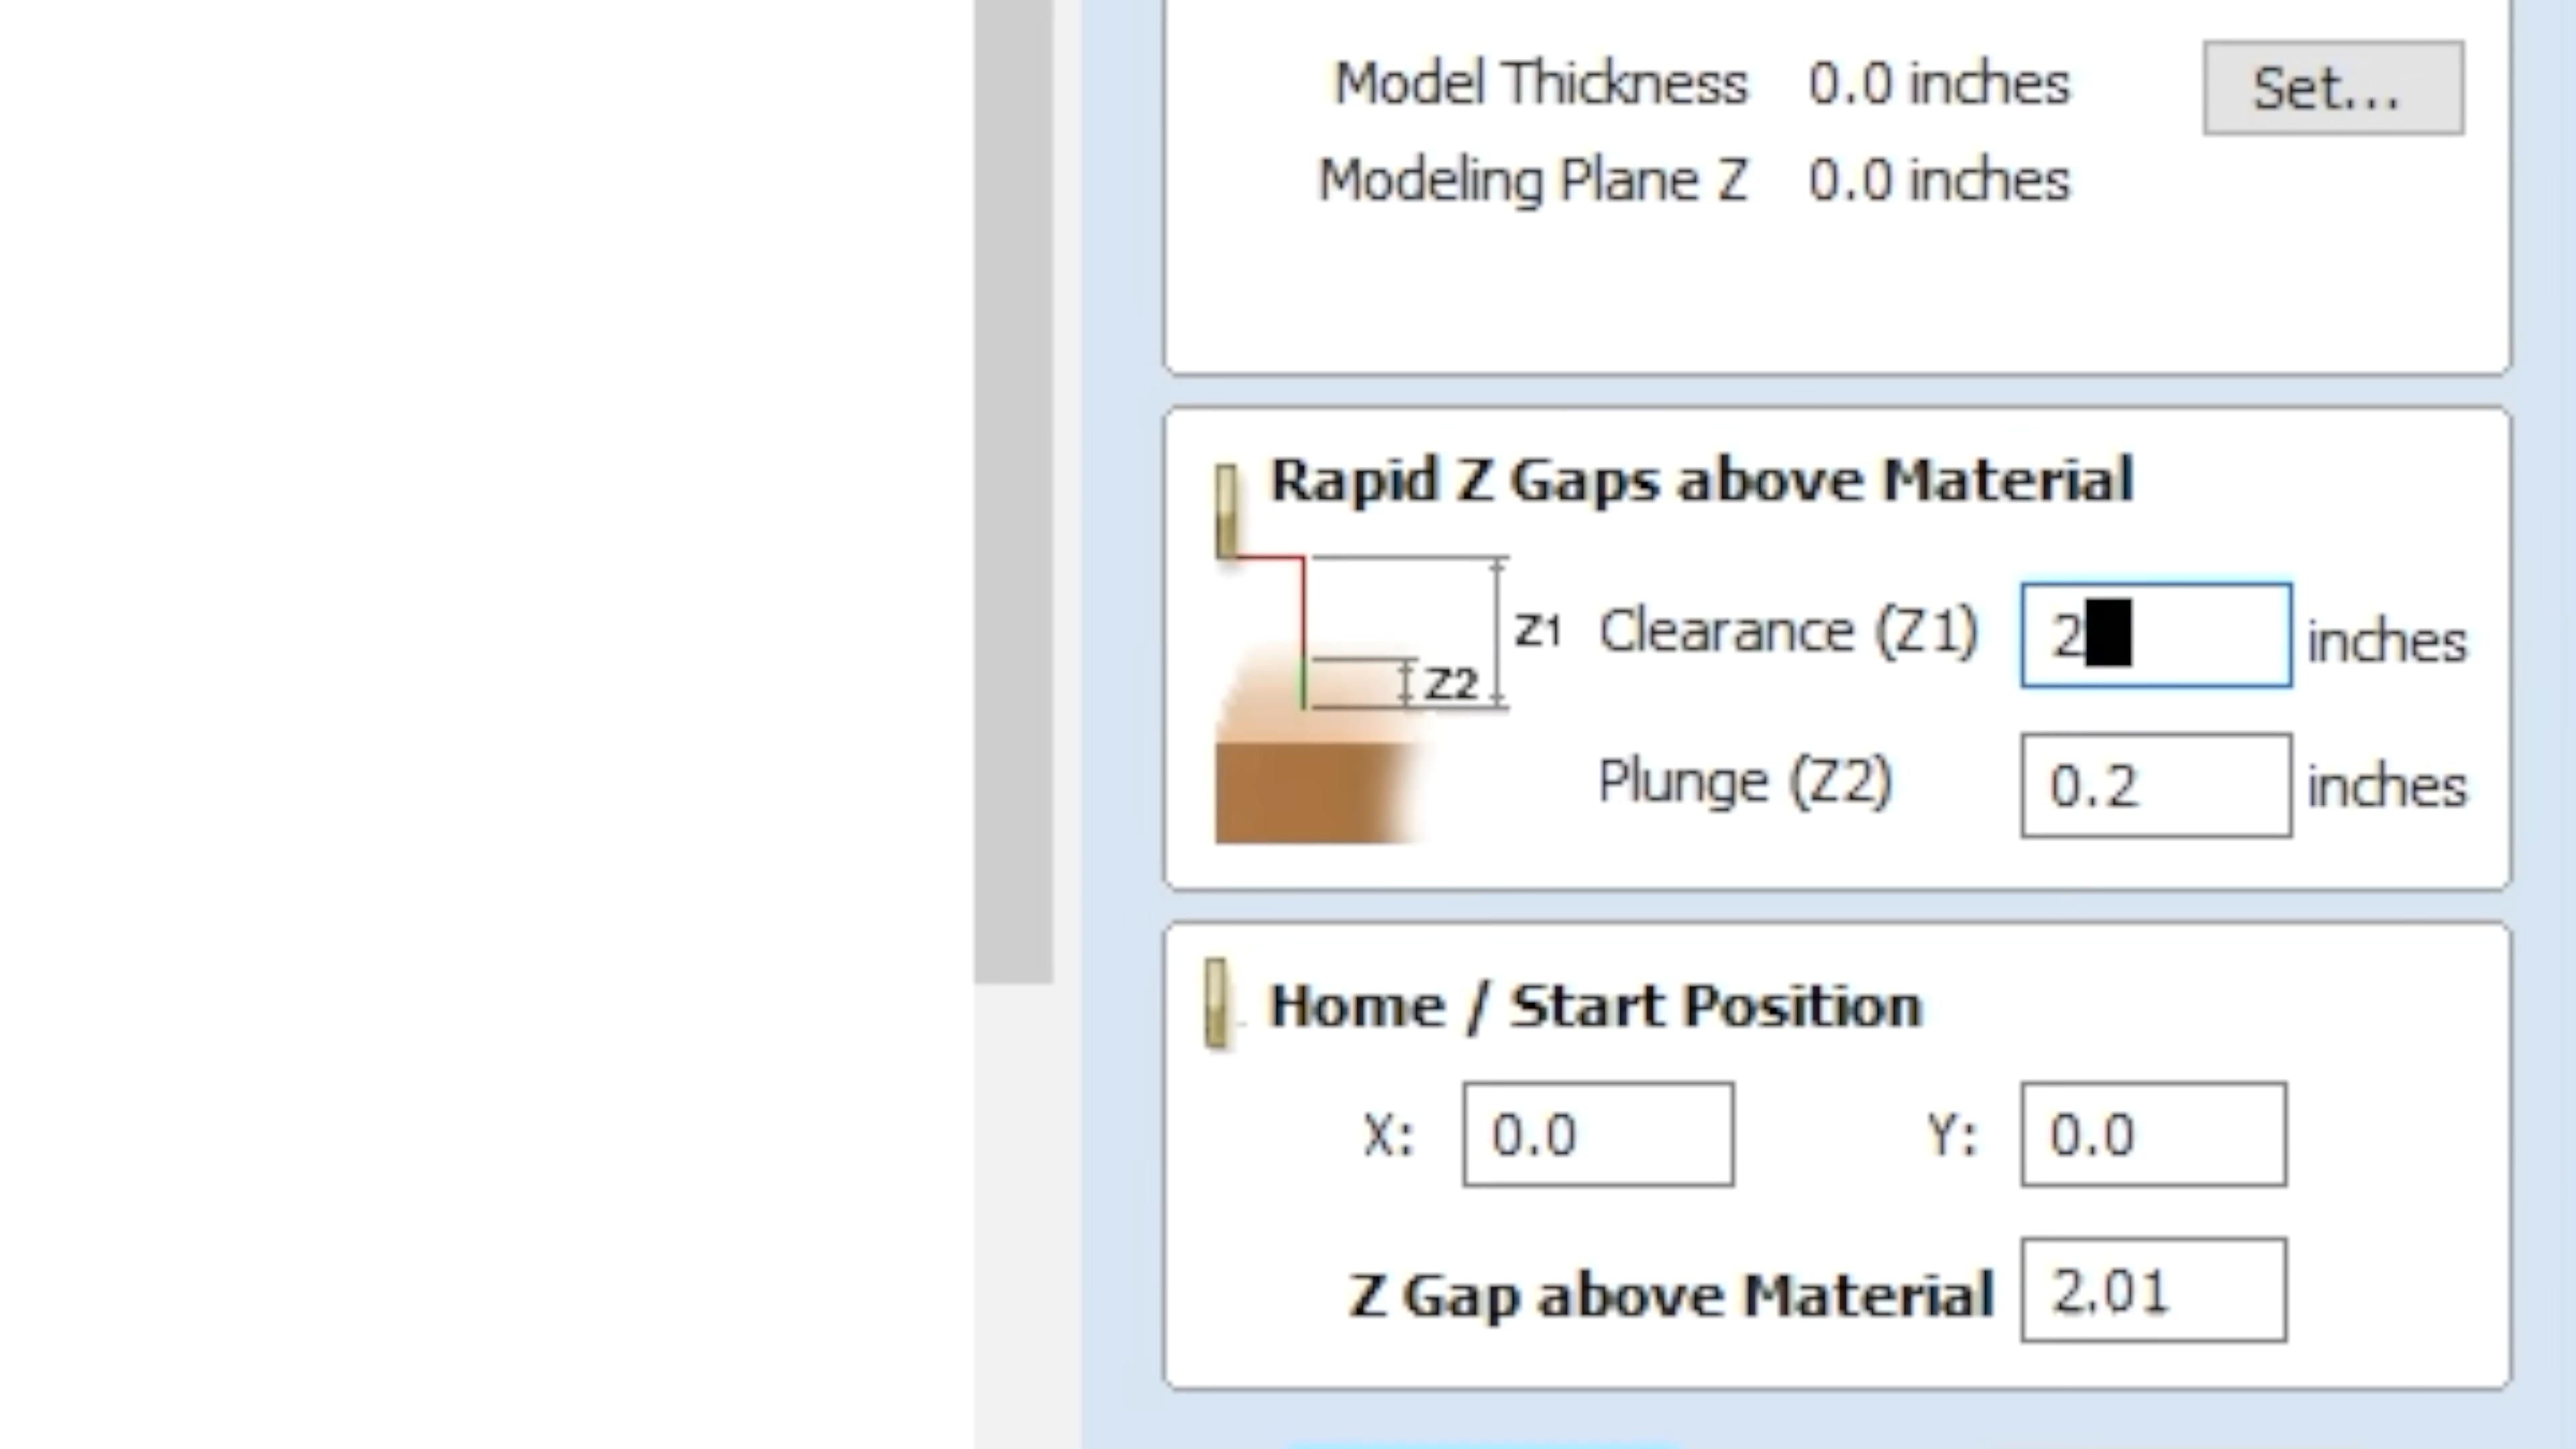 Model Thickness 0.0 inches Set...
Modeling Plane Z 0.0 inches
Rapid Z Gaps above Material
Z1 Clearance (Z1) 2 inches
Z2
Plunge (Z2) 0.2 inches
Home / Start Position
X: 0.0 Y: 0.0
Z Gap above Material 2.01